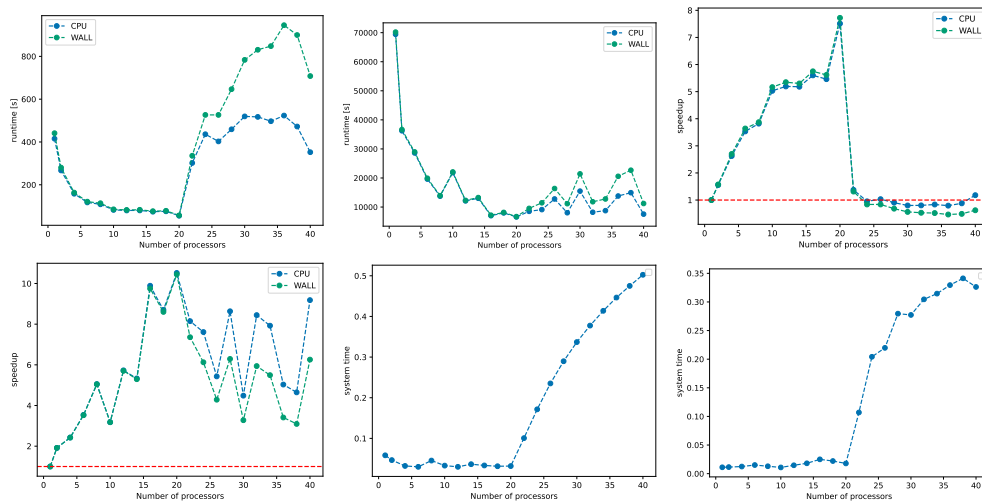 CPU
WALL
800
600
400
200
runtime [s]
0 5 10 15 20 25 30 35 40
Number of processors
CPU
WALL
70000
60000
50000
40000
30000
20000
10000
runtime [s]
0 5 10 15 20 25 30 35 40
Number of processors
CPU
WALL
8
7
6
5
4
3
2
1
0
speedup
0 5 10 15 20 25 30 35 40
Number of processors
CPU
WALL
10
8
6
4
2
speedup
0 5 10 15 20 25 30 35 40
Number of processors
0.5
0.4
0.3
0.2
0.1
system time
0 5 10 15 20 25 30 35 40
Number of processors
0.35
0.30
0.25
0.20
0.15
0.10
0.05
0.00
system time
0 5 10 15 20 25 30 35 40
Number of processors